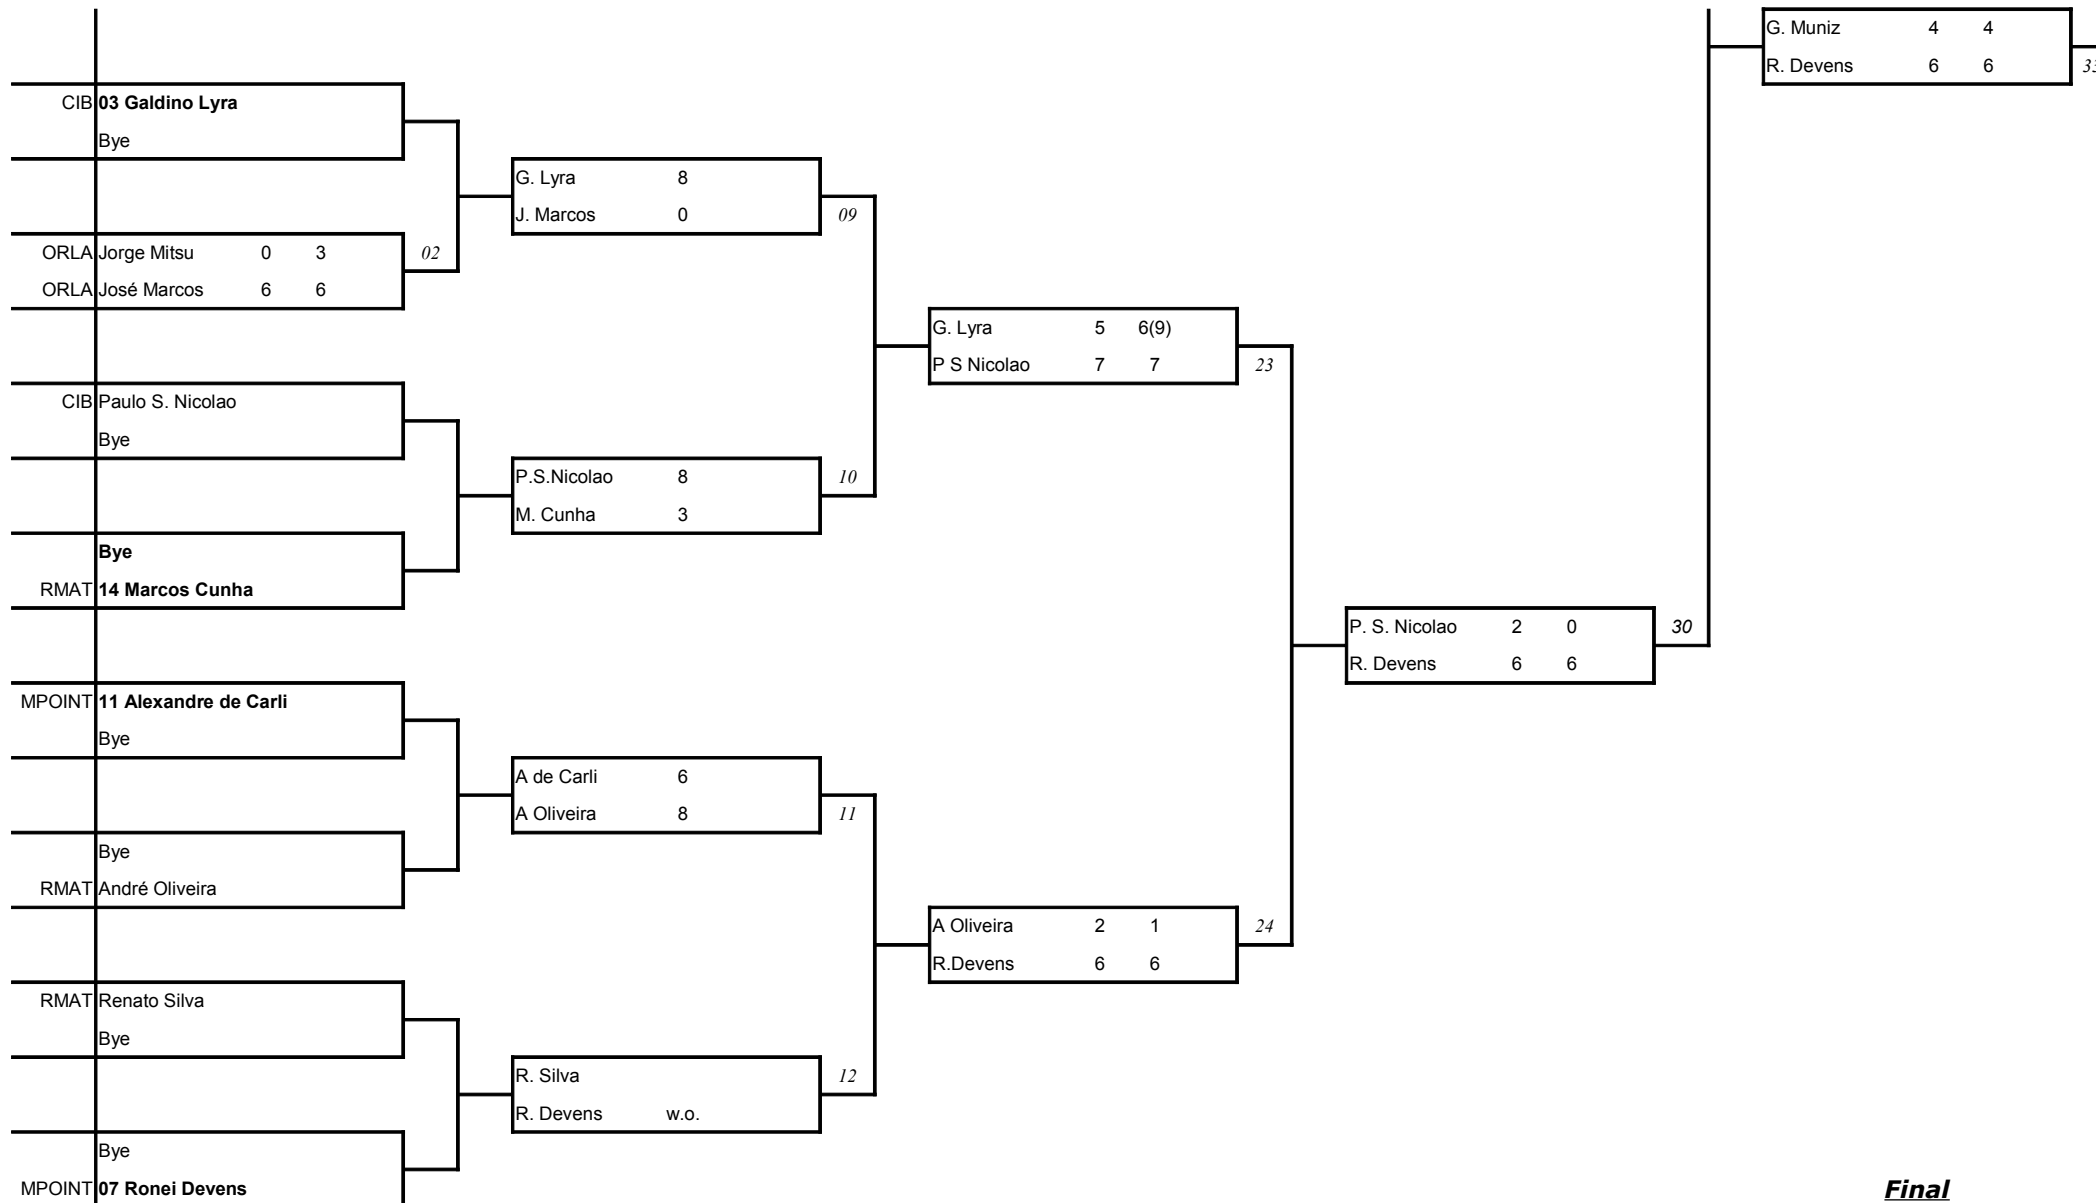 G. Muniz 4 4
R. Devens 6 6
33
CIB 03 Galdino Lyra
Bye
G. Lyra 8
J. Marcos 0
09
ORLA Jorge Mitsu 0 3
02
ORLA José Marcos 6 6
G. Lyra 5 6(9)
P S Nicolao 7 7
23
CIB Paulo S. Nicolao
Bye
P.S.Nicolao 8
10
M. Cunha 3
Bye
RMAT 14 Marcos Cunha
P. S. Nicolao 2 0
30
R. Devens 6 6
MPOINT 11 Alexandre de Carli
Bye
A de Carli 6
A Oliveira 8
11
Bye
RMAT André Oliveira
A Oliveira 2 1
24
R.Devens 6 6
RMAT Renato Silva
Bye
R. Silva
12
R. Devens w.o.
Bye
MPOINT 07 Ronei Devens
Final